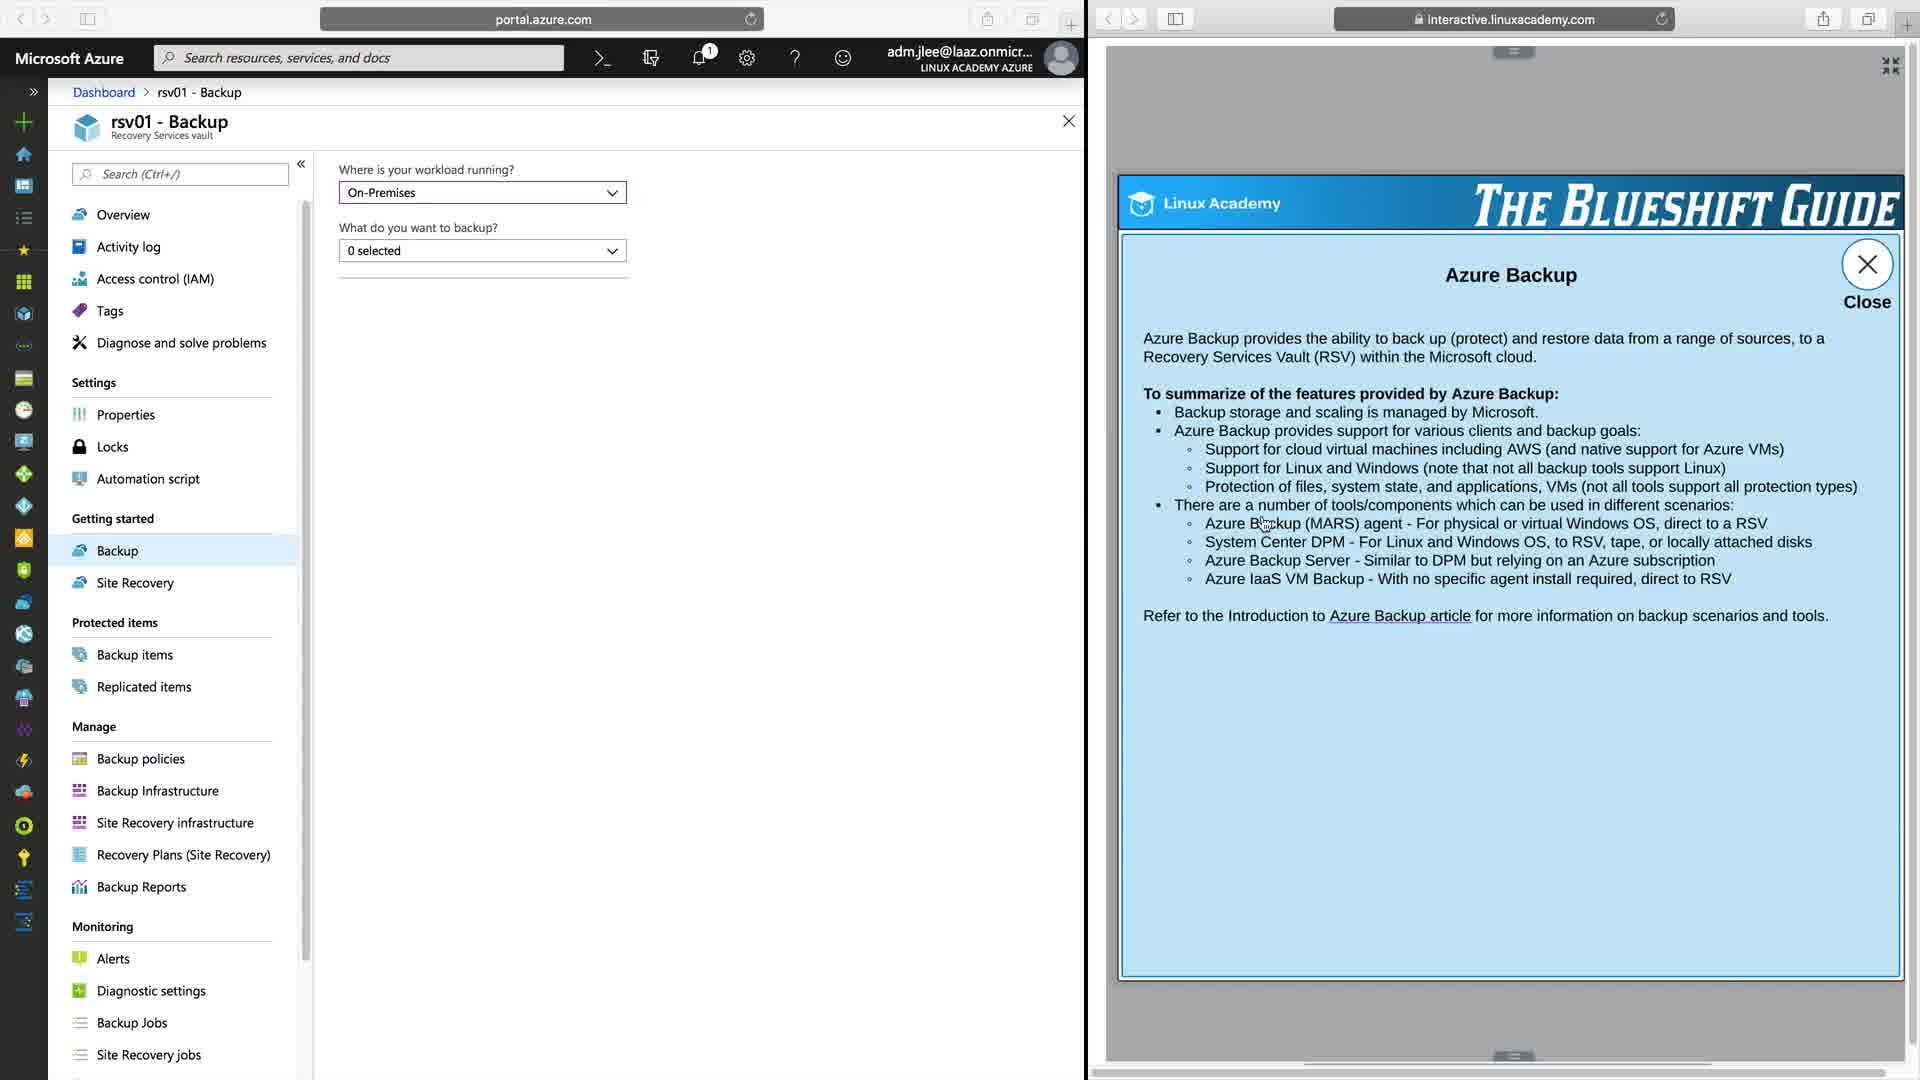 portal.azure.com
Microsoft Azure
Search resources, services, and docs
1
adm.jlee@laaz.onmicr...
LINUX ACADEMY AZURE
Dashboard > rsv01 - Backup
rsv01 - Backup
Recovery Services vault
Search (Ctrl+/)
Overview
Activity log
Access control (IAM)
Tags
Diagnose and solve problems
Settings
Properties
Locks
Automation script
Getting started
Backup
Site Recovery
Protected items
Backup items
Replicated items
Manage
Backup policies
Backup Infrastructure
Site Recovery infrastructure
Recovery Plans (Site Recovery)
Backup Reports
Monitoring
Alerts
Diagnostic settings
Backup Jobs
Site Recovery jobs
Where is your workload running?
On-Premises
What do you want to backup?
0 selected
interactive.linuxacademy.com
Linux Academy
THE BLUESHIFT GUIDE
Azure Backup
Close
Azure Backup provides the ability to back up (protect) and restore data from a range of sources, to a
Recovery Services Vault (RSV) within the Microsoft cloud.
To summarize of the features provided by Azure Backup:
• Backup storage and scaling is managed by Microsoft.
• Azure Backup provides support for various clients and backup goals:
◦ Support for cloud virtual machines including AWS (and native support for Azure VMs)
◦ Support for Linux and Windows (note that not all backup tools support Linux)
◦ Protection of files, system state, and applications, VMs (not all tools support all protection types)
• There are a number of tools/components which can be used in different scenarios:
◦ Azure Backup (MARS) agent - For physical or virtual Windows OS, direct to a RSV
◦ System Center DPM - For Linux and Windows OS, to RSV, tape, or locally attached disks
◦ Azure Backup Server - Similar to DPM but relying on an Azure subscription
◦ Azure IaaS VM Backup - With no specific agent install required, direct to RSV
Refer to the Introduction to Azure Backup article for more information on backup scenarios and tools.